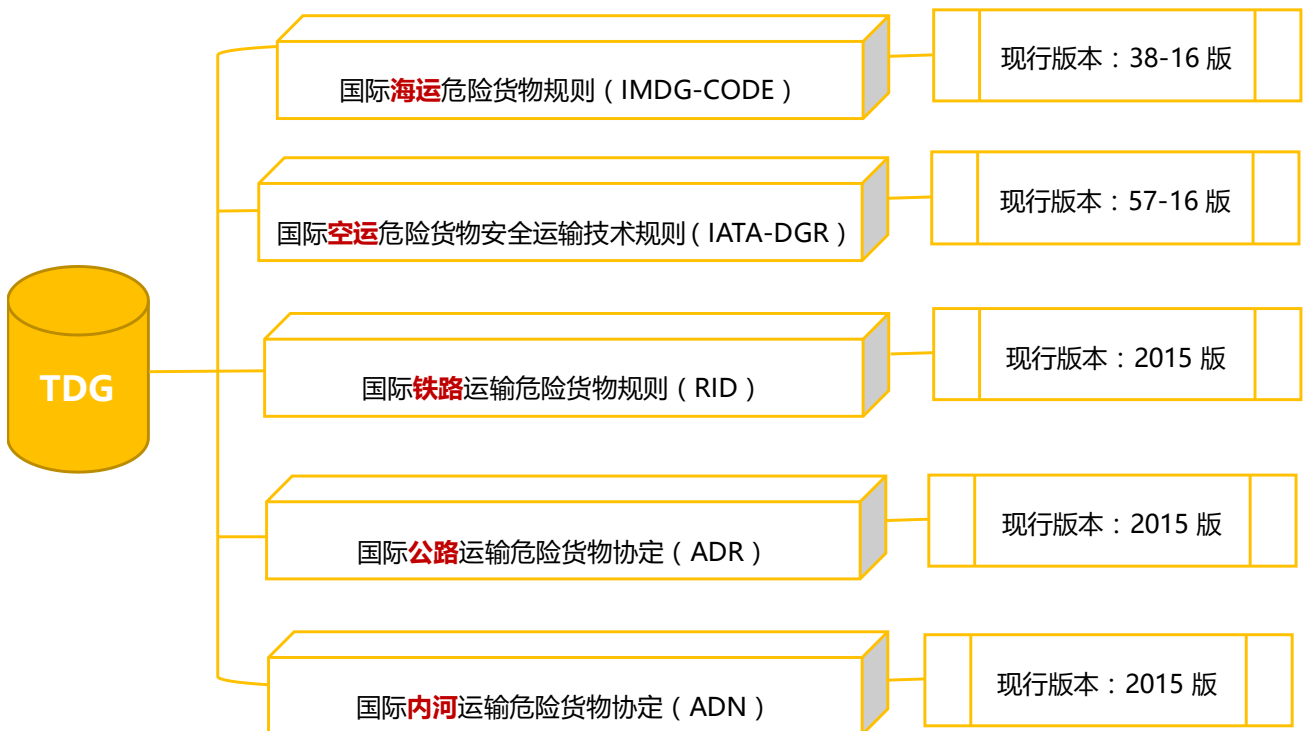 国际海运危险货物规则（IMDG-CODE）
现行版本：38-16 版
国际空运危险货物安全运输技术规则（IATA-DGR）
现行版本：57-16 版
TDG
国际铁路运输危险货物规则（RID）
现行版本：2015 版
国际公路运输危险货物协定（ADR）
现行版本：2015 版
国际内河运输危险货物协定（ADN）
现行版本：2015 版